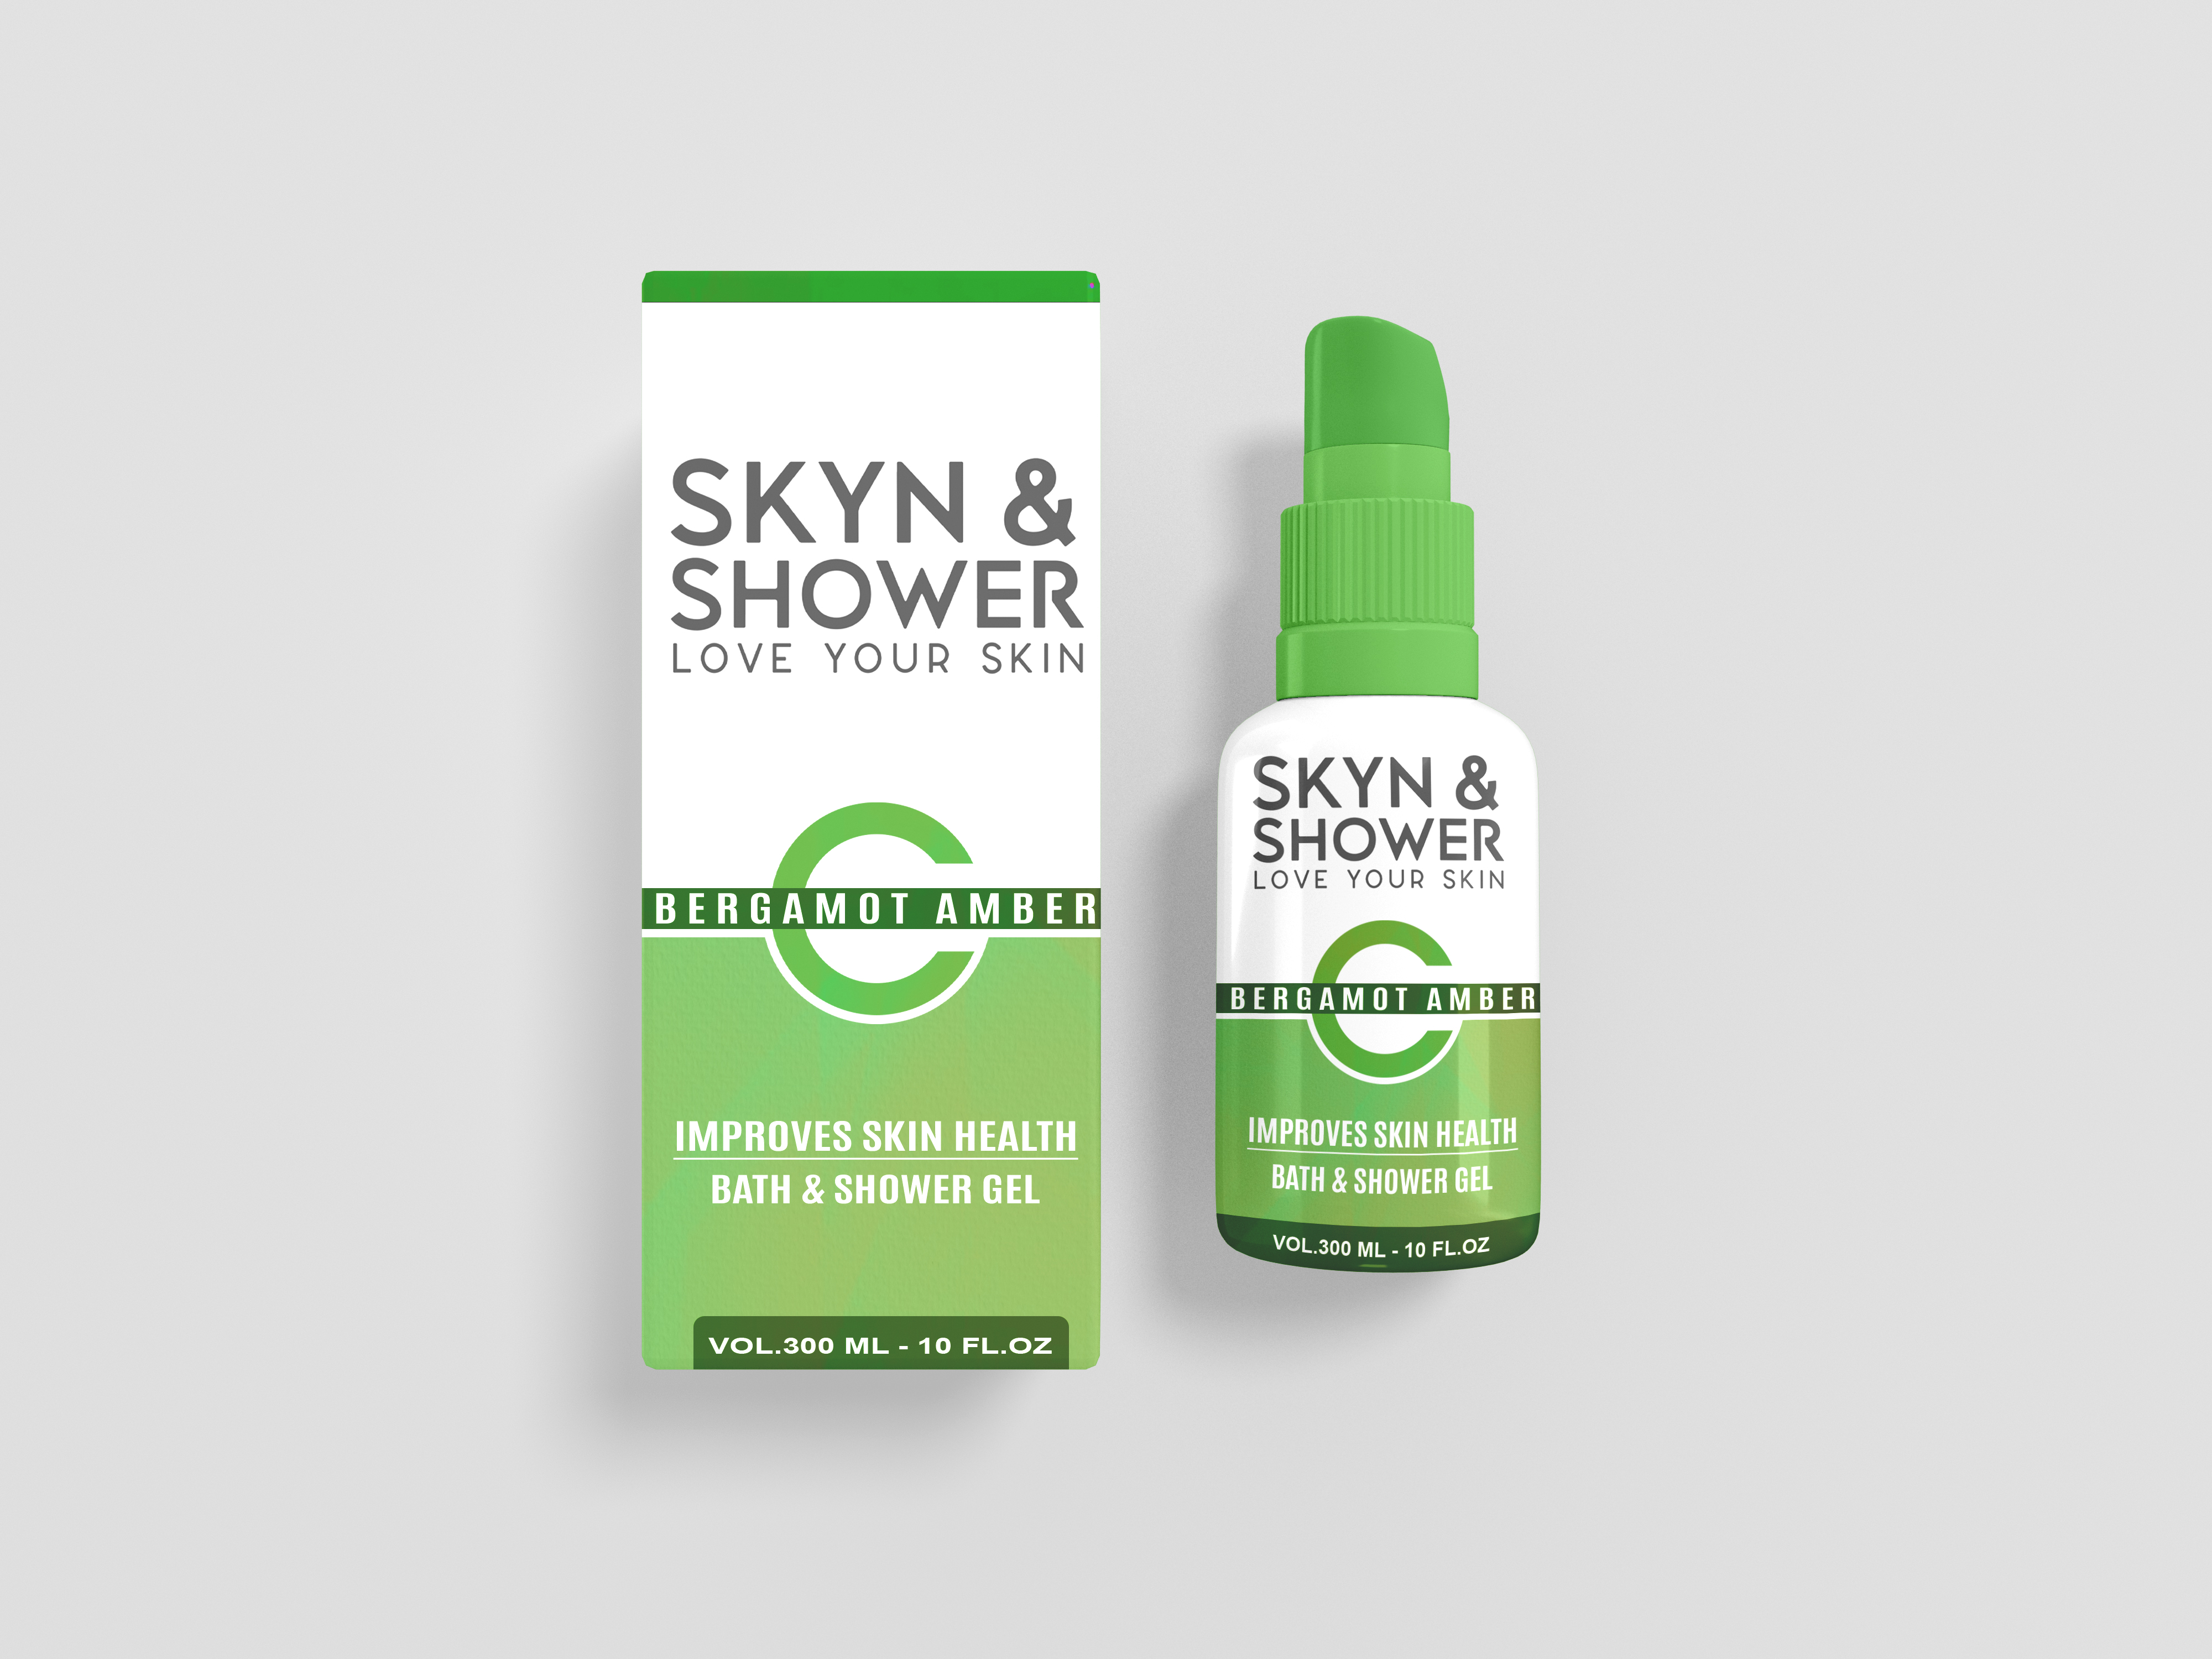 SKYN &
SHOWER
LOVE YOUR SKIN
C
BERGAMOT AMBER
IMPROVES SKIN HEALTH
BATH & SHOWER GEL
VOL.300 ML - 10 FL.OZ
SKYN &
SHOWER
LOVE YOUR SKIN
C
BERGAMOT AMBER
IMPROVES SKIN HEALTH
BATH & SHOWER GEL
VOL.300 ML - 10 FL.OZ